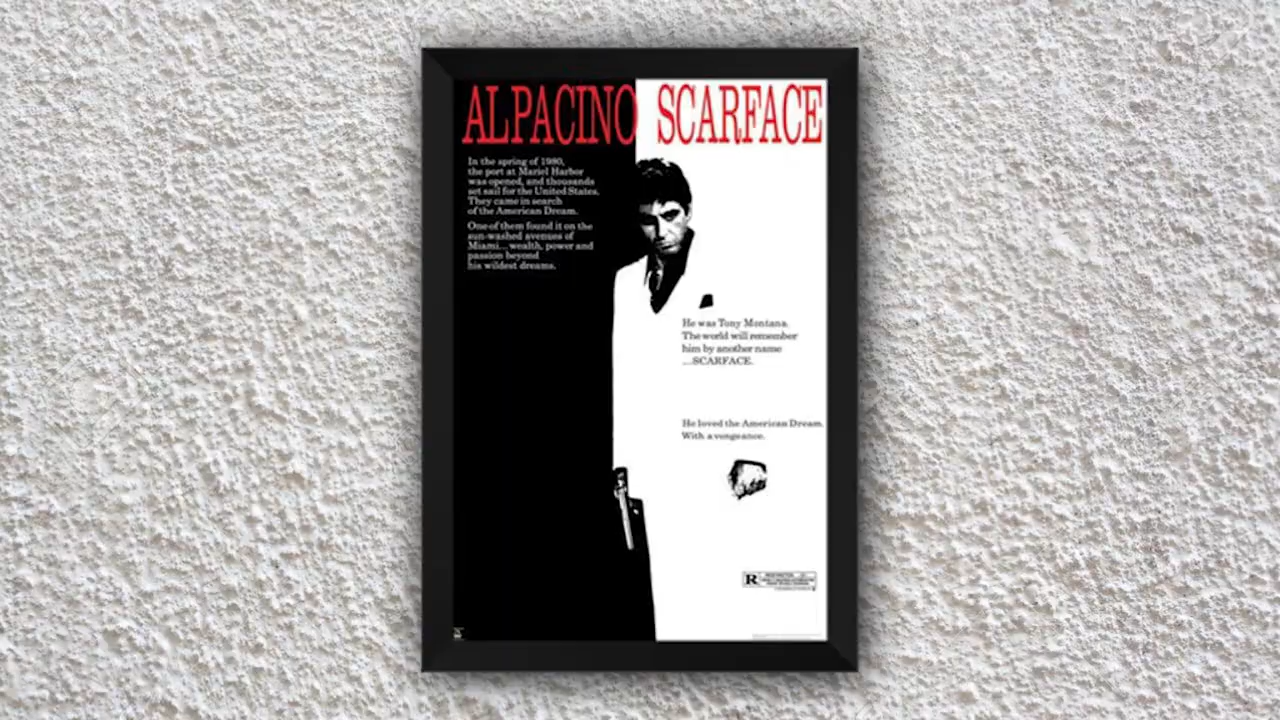 AL PACINO SCARFACE
In the spring of 1980,
the port at Mariel Harbor
was opened, and thousands
set sail for the United States.
They came in search
of the American Dream.
One of them found it on the
sun-washed avenues of
Miami...wealth, power and
passion beyond
his wildest dreams.
He was Tony Montana.
The world will remember
him by another name
...SCARFACE.
He loved the American Dream.
With a vengeance.
R